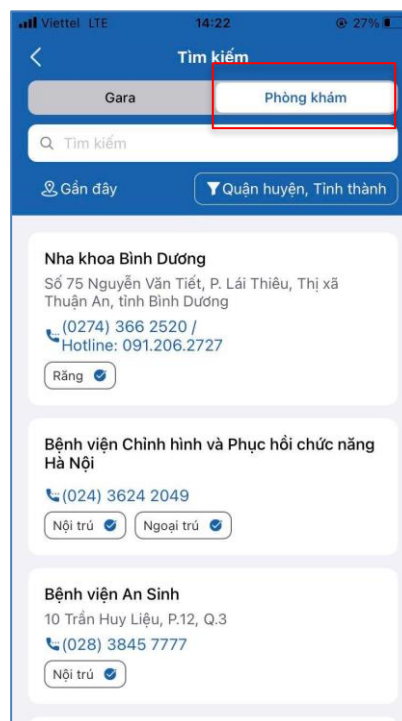 Viettel LTE 14:22 27%
Tìm kiếm
Gara Phòng khám
Tìm kiếm
Gần đây Quận huyện, Tỉnh thành
Nha khoa Bình Dương
Số 75 Nguyễn Văn Tiết, P. Lái Thiêu, Thị xã
Thuận An, tỉnh Bình Dương
(0274) 366 2520 /
Hotline: 091.206.2727
Răng
Bệnh viện Chỉnh hình và Phục hồi chức năng
Hà Nội
(024) 3624 2049
Nội trú Ngoại trú
Bệnh viện An Sinh
10 Trần Huy Liệu, P.12, Q.3
(028) 3845 7777
Nội trú